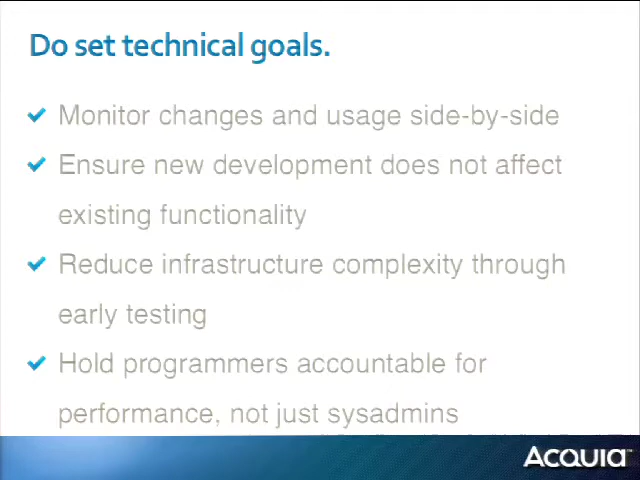 Do set technical goals.
Monitor changes and usage side-by-side
Ensure new development does not affect
existing functionality
Reduce infrastructure complexity through
early testing
Hold programmers accountable for
performance, not just sysadmins
ACQUIA